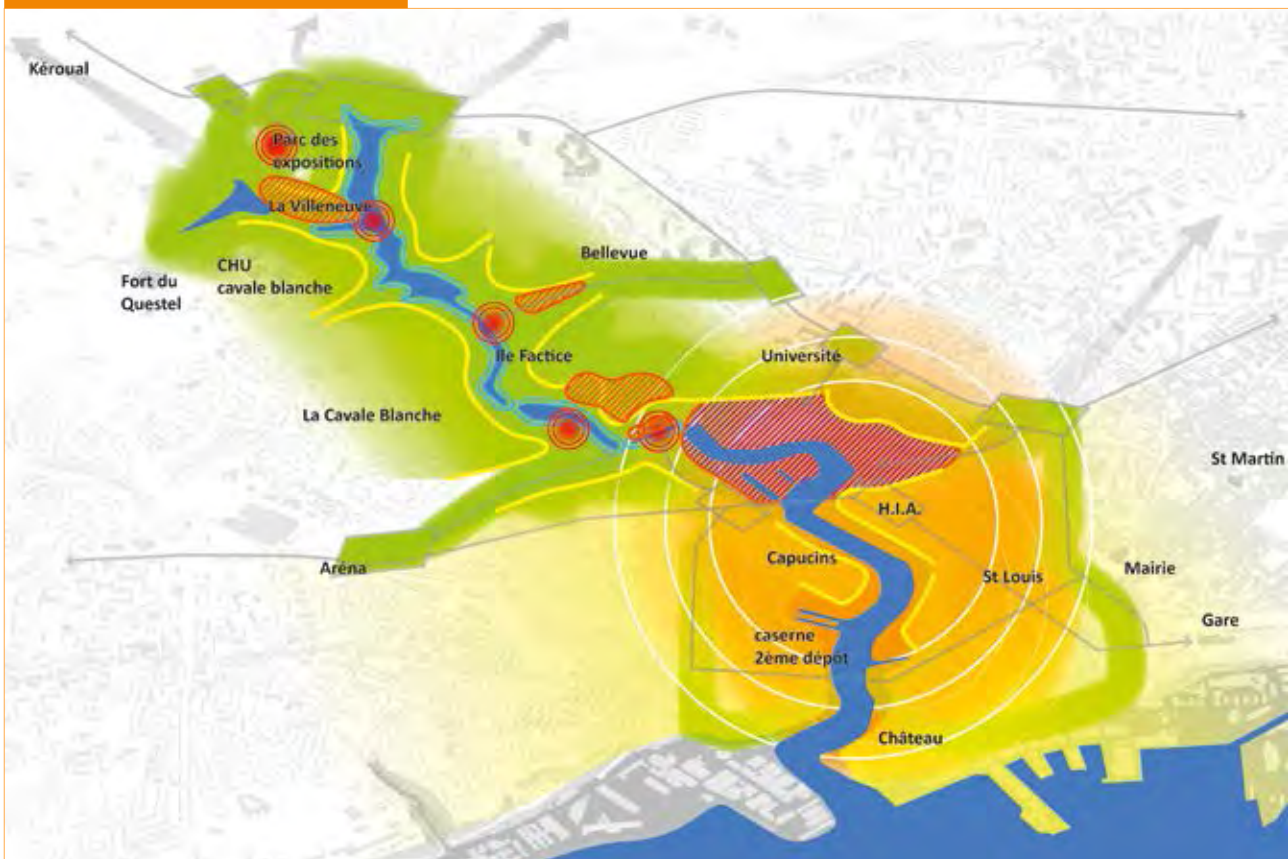 Kéroual
Parc des
expositions
La Villeneuve
CHU
cavale blanche
Fort du
Questel
Bellevue
Ile Factice
Université
La Cavale Blanche
St Martin
H.I.A.
Capucins
Aréna
St Louis
Mairie
Gare
caserne
2ème dépôt
Château